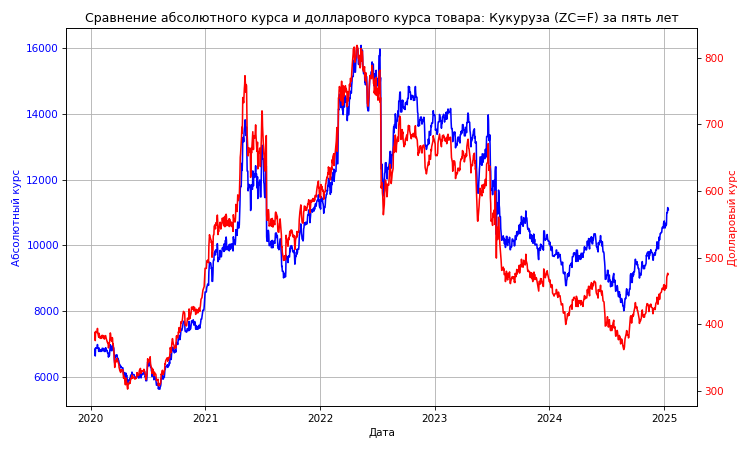 Сравнение абсолютного курса и долларового курса товара: Кукуруза (ZC=F) за пять лет
Абсолютный курс
16000
14000
12000
10000
8000
6000
800
700
600
500
400
300
Долларовый курс
2020 2021 2022 2023 2024 2025
Дата